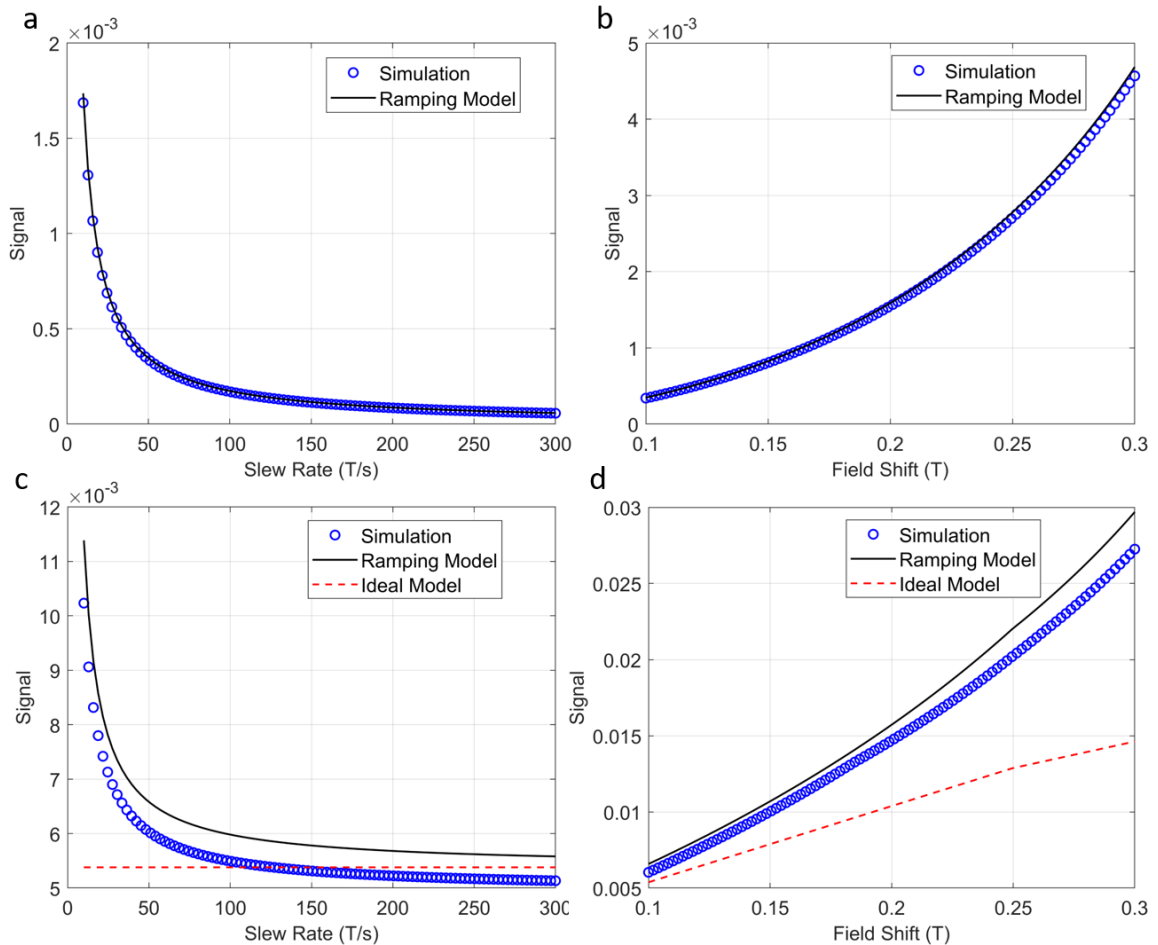 a
×10⁻³
2
1.5
1
0.5
0
Signal
Simulation
Ramping Model
0 50 100 150 200 250 300
Slew Rate (T/s)
b
×10⁻³
5
4
3
2
1
0
Signal
Simulation
Ramping Model
0.1 0.15 0.2 0.25 0.3
Field Shift (T)
c
×10⁻³
12
11
10
9
8
7
6
5
Signal
Simulation
Ramping Model
Ideal Model
0 50 100 150 200 250 300
Slew Rate (T/s)
d
0.03
0.025
0.02
0.015
0.01
0.005
Signal
Simulation
Ramping Model
Ideal Model
0.1 0.15 0.2 0.25 0.3
Field Shift (T)